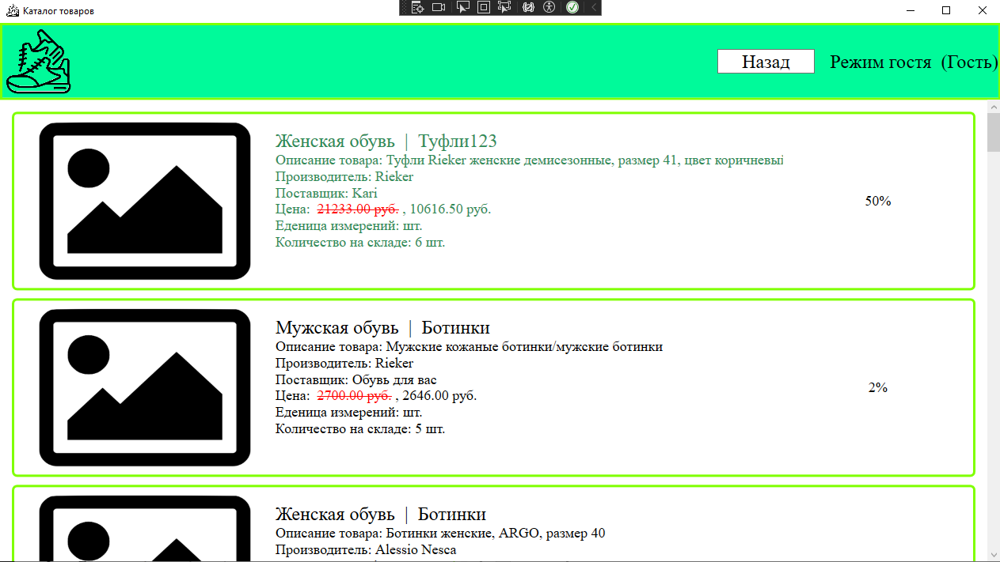 Каталог товаров
Назад
Режим гостя (Гость)
Женская обувь | Туфли123
Описание товара: Туфли Rieker женские демисезонные, размер 41, цвет коричневый
Производитель: Rieker
Поставщик: Kari
Цена: 21233.00 руб. , 10616.50 руб.
Еденица измерений: шт.
Количество на складе: 6 шт.
50%
Мужская обувь | Ботинки
Описание товара: Мужские кожаные ботинки/мужские ботинки
Производитель: Rieker
Поставщик: Обувь для вас
Цена: 2700.00 руб. , 2646.00 руб.
Еденица измерений: шт.
Количество на складе: 5 шт.
2%
Женская обувь | Ботинки
Описание товара: Ботинки женские, ARGO, размер 40
Производитель: Alessio Nesca